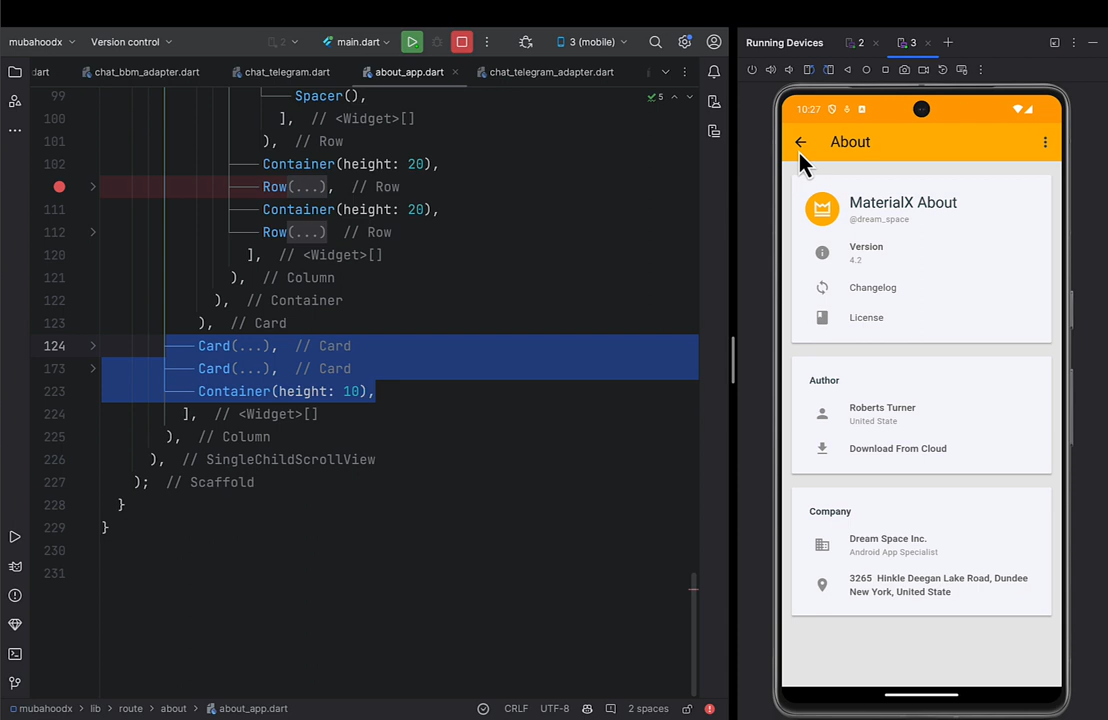 mubahoodx
Version control
2
main.dart
3 (mobile)
Running Devices
2
3
.dart
chat_bbm_adapter.dart
chat_telegram.dart
about_app.dart
chat_telegram_adapter.dart
5
99 Spacer(),
100 ], // <Widget>[]
101 ), // Row
102 Container(height: 20),
Row(...), // Row
111 Container(height: 20),
112 Row(...) // Row
120 ], // <Widget>[]
121 ), // Column
122 ), // Container
123 ), // Card
124 Card(...), // Card
173 Card(...), // Card
223 Container(height: 10),
224 ], // <Widget>[]
225 ), // Column
226 ), // SingleChildScrollView
227 ); // Scaffold
228 }
229 }
230
231
mubahoodx > lib > route > about > about_app.dart
CRLF
UTF-8
2 spaces
10:27
About
MaterialX About
@dream_space
Version
4.2
Changelog
License
Author
Roberts Turner
United State
Download From Cloud
Company
Dream Space Inc.
Android App Specialist
3265 Hinkle Deegan Lake Road, Dundee
New York, United State